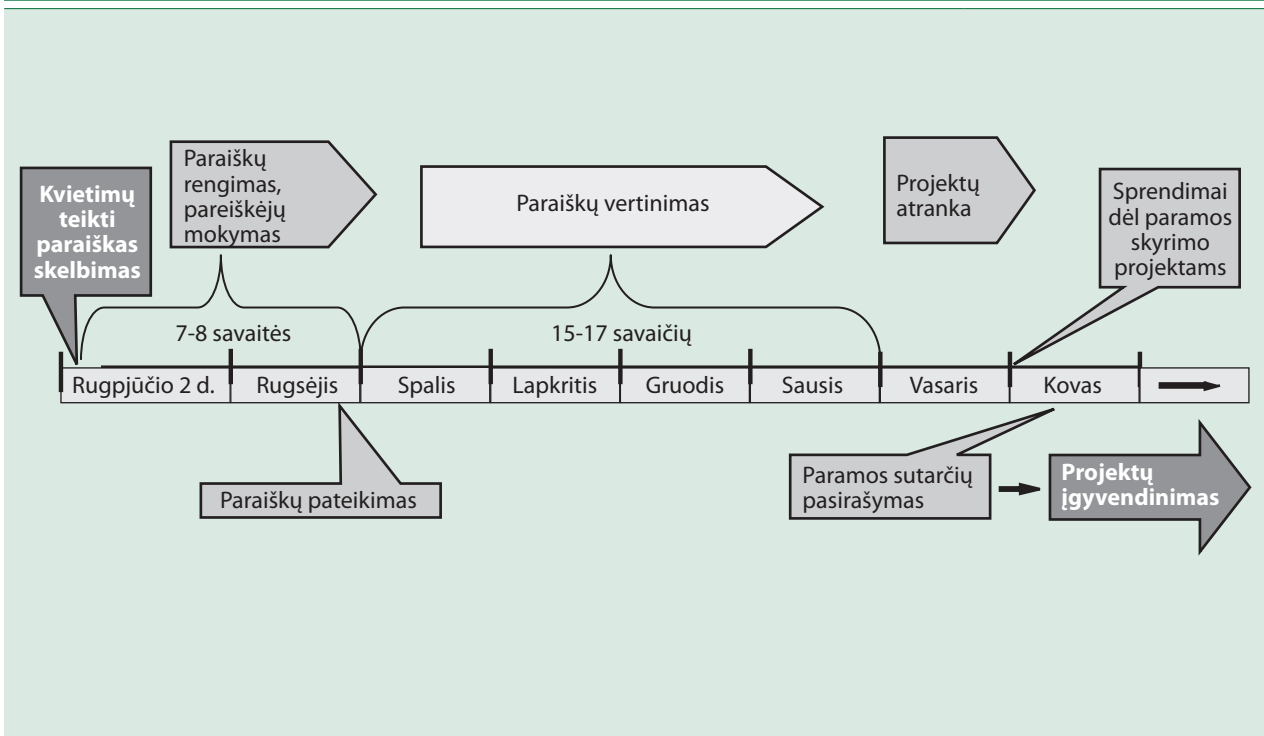 Kvietimų
teikti
paraiškas
skelbimas
Paraiškų
rengimas,
pareiškėjų
mokymas
Paraiškų vertinimas
Projektų
atranka
Sprendimai
dėl paramos
skyrimo
projektams
7-8 savaitės
15-17 savaičių
Rugpjūčio 2 d.
Rugsėjis
Spalis
Lapkritis
Gruodis
Sausis
Vasaris
Kovas
Paraiškų pateikimas
Paramos sutarčių
pasirašymas
Projektų
įgyvendinimas